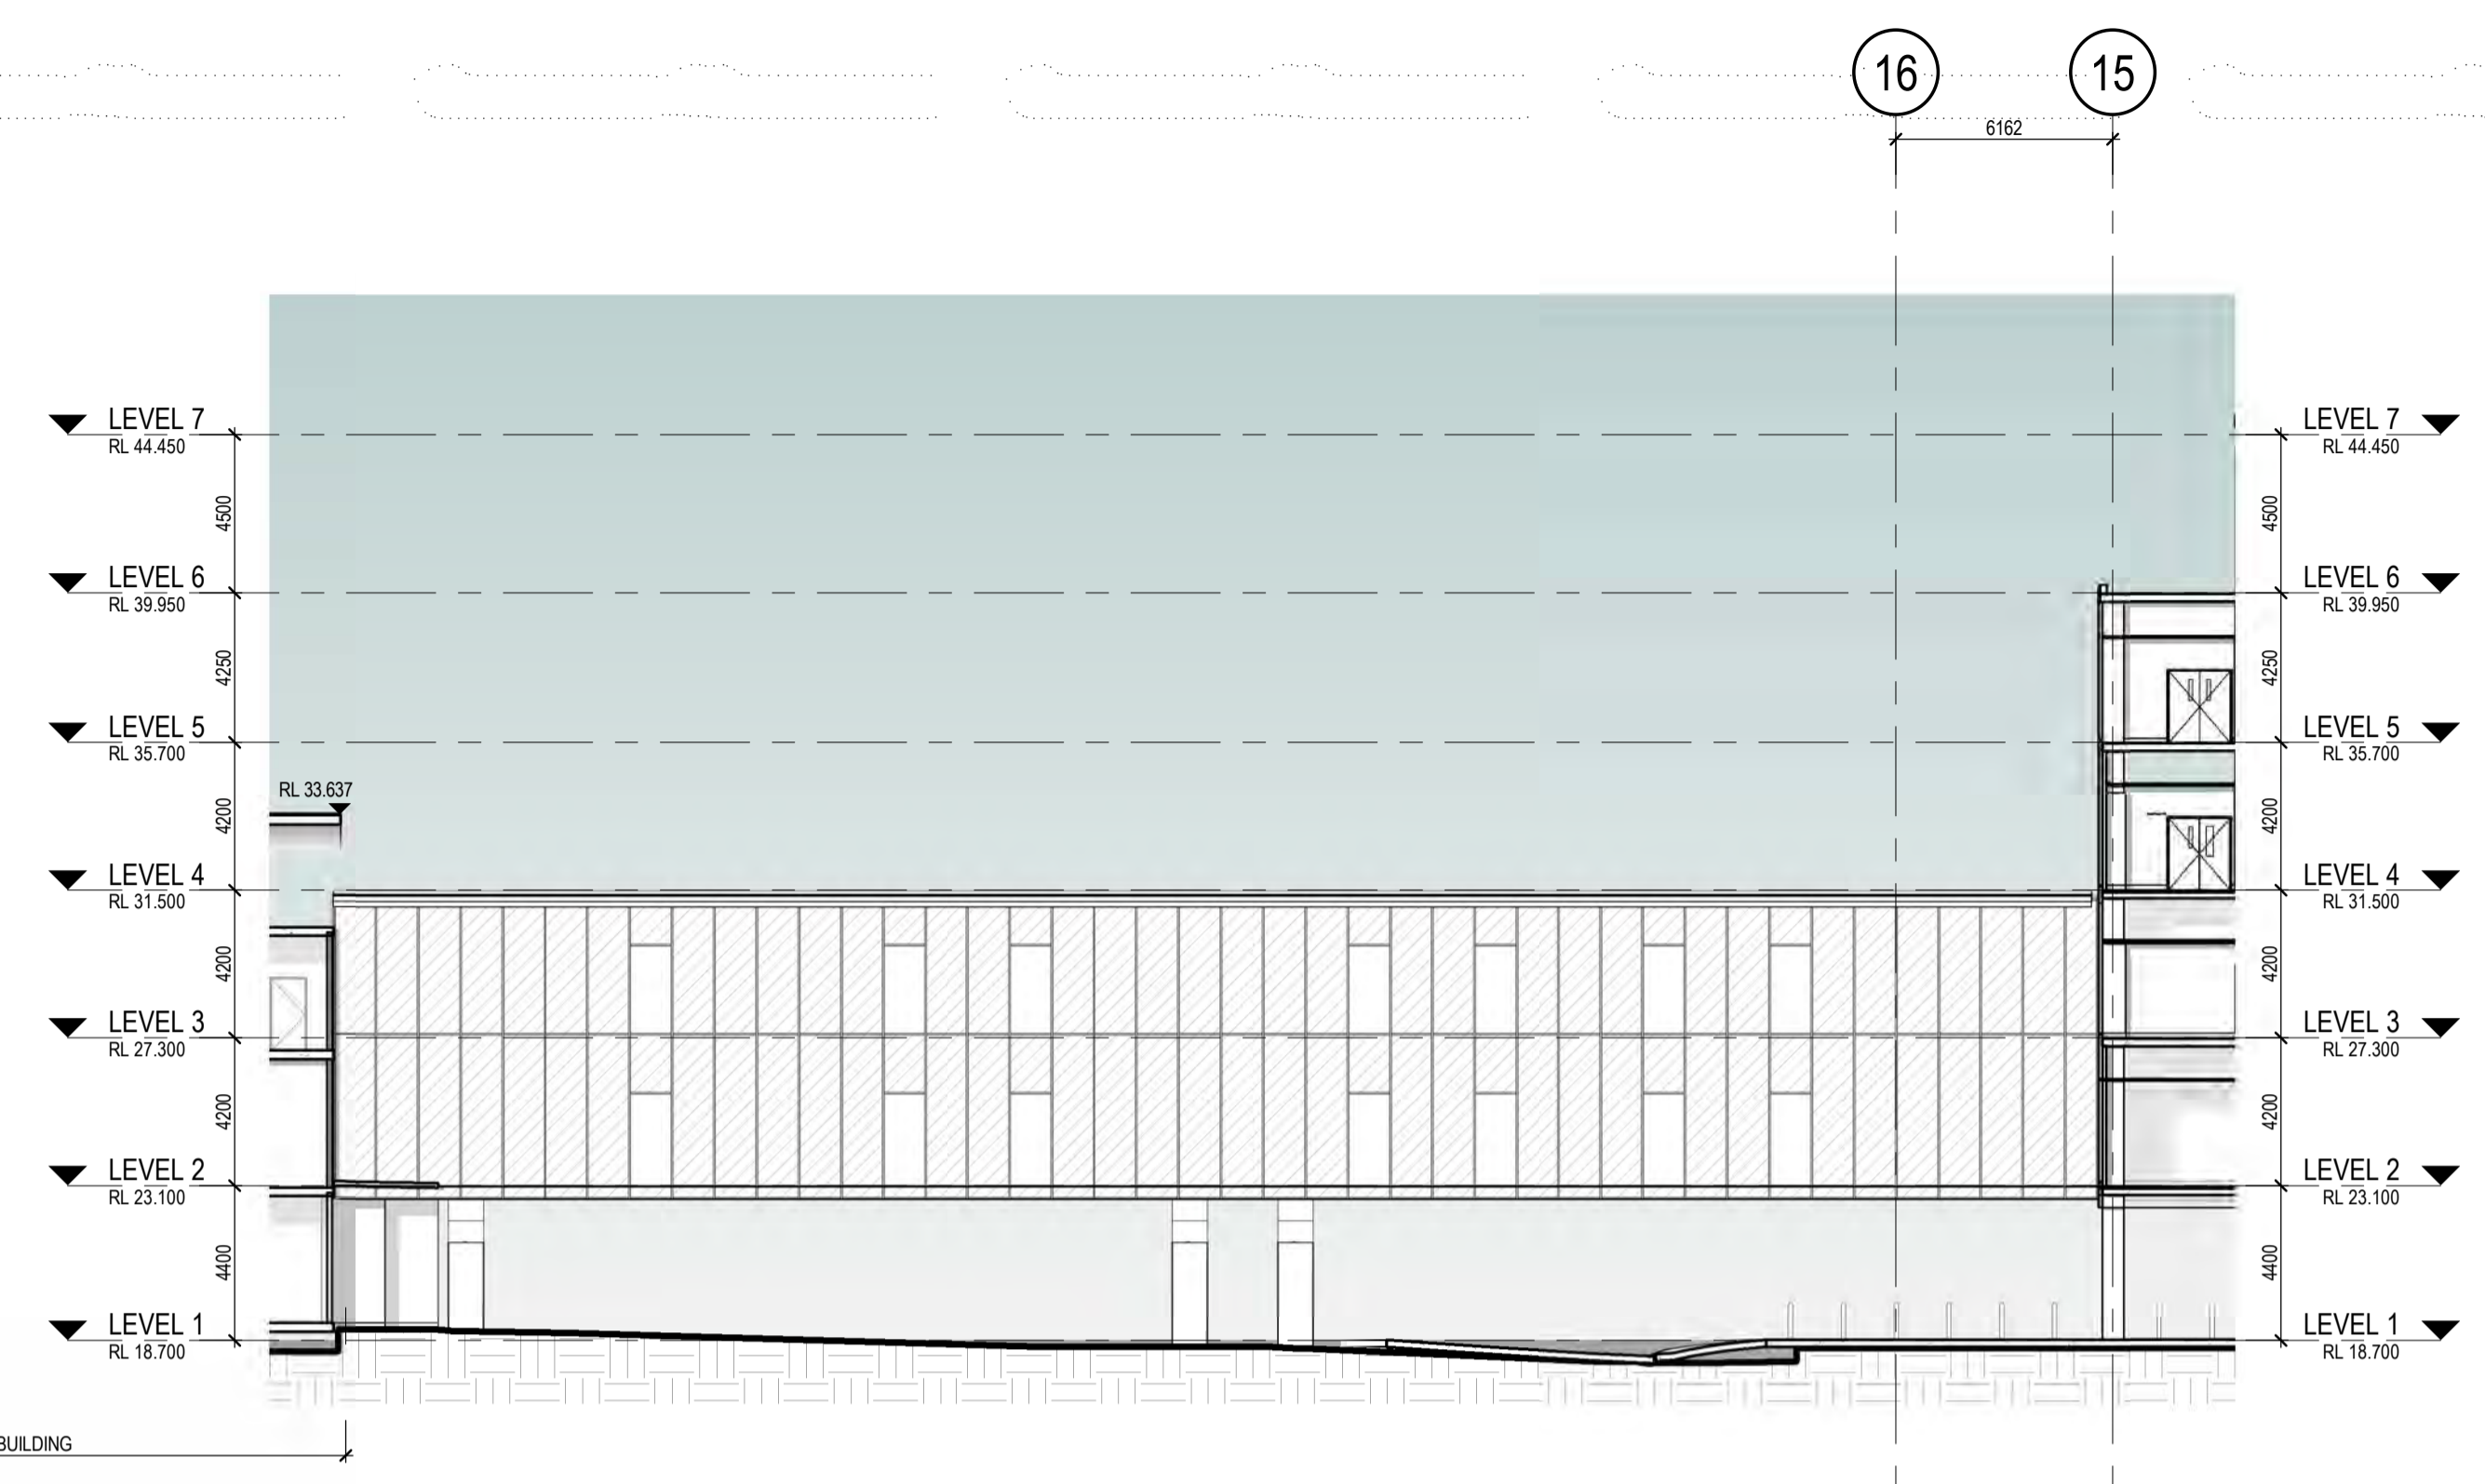 16
15
6162
LEVEL 7
RL 44.450
LEVEL 7
RL 44.450
4500
4500
LEVEL 6
RL 39.950
LEVEL 6
RL 39.950
4250
4250
LEVEL 5
RL 35.700
LEVEL 5
RL 35.700
RL 33.637
4200
4200
LEVEL 4
RL 31.500
LEVEL 4
RL 31.500
4200
4200
LEVEL 3
RL 27.300
LEVEL 3
RL 27.300
4200
4200
LEVEL 2
RL 23.100
LEVEL 2
RL 23.100
4400
4400
LEVEL 1
RL 18.700
LEVEL 1
RL 18.700
BUILDING